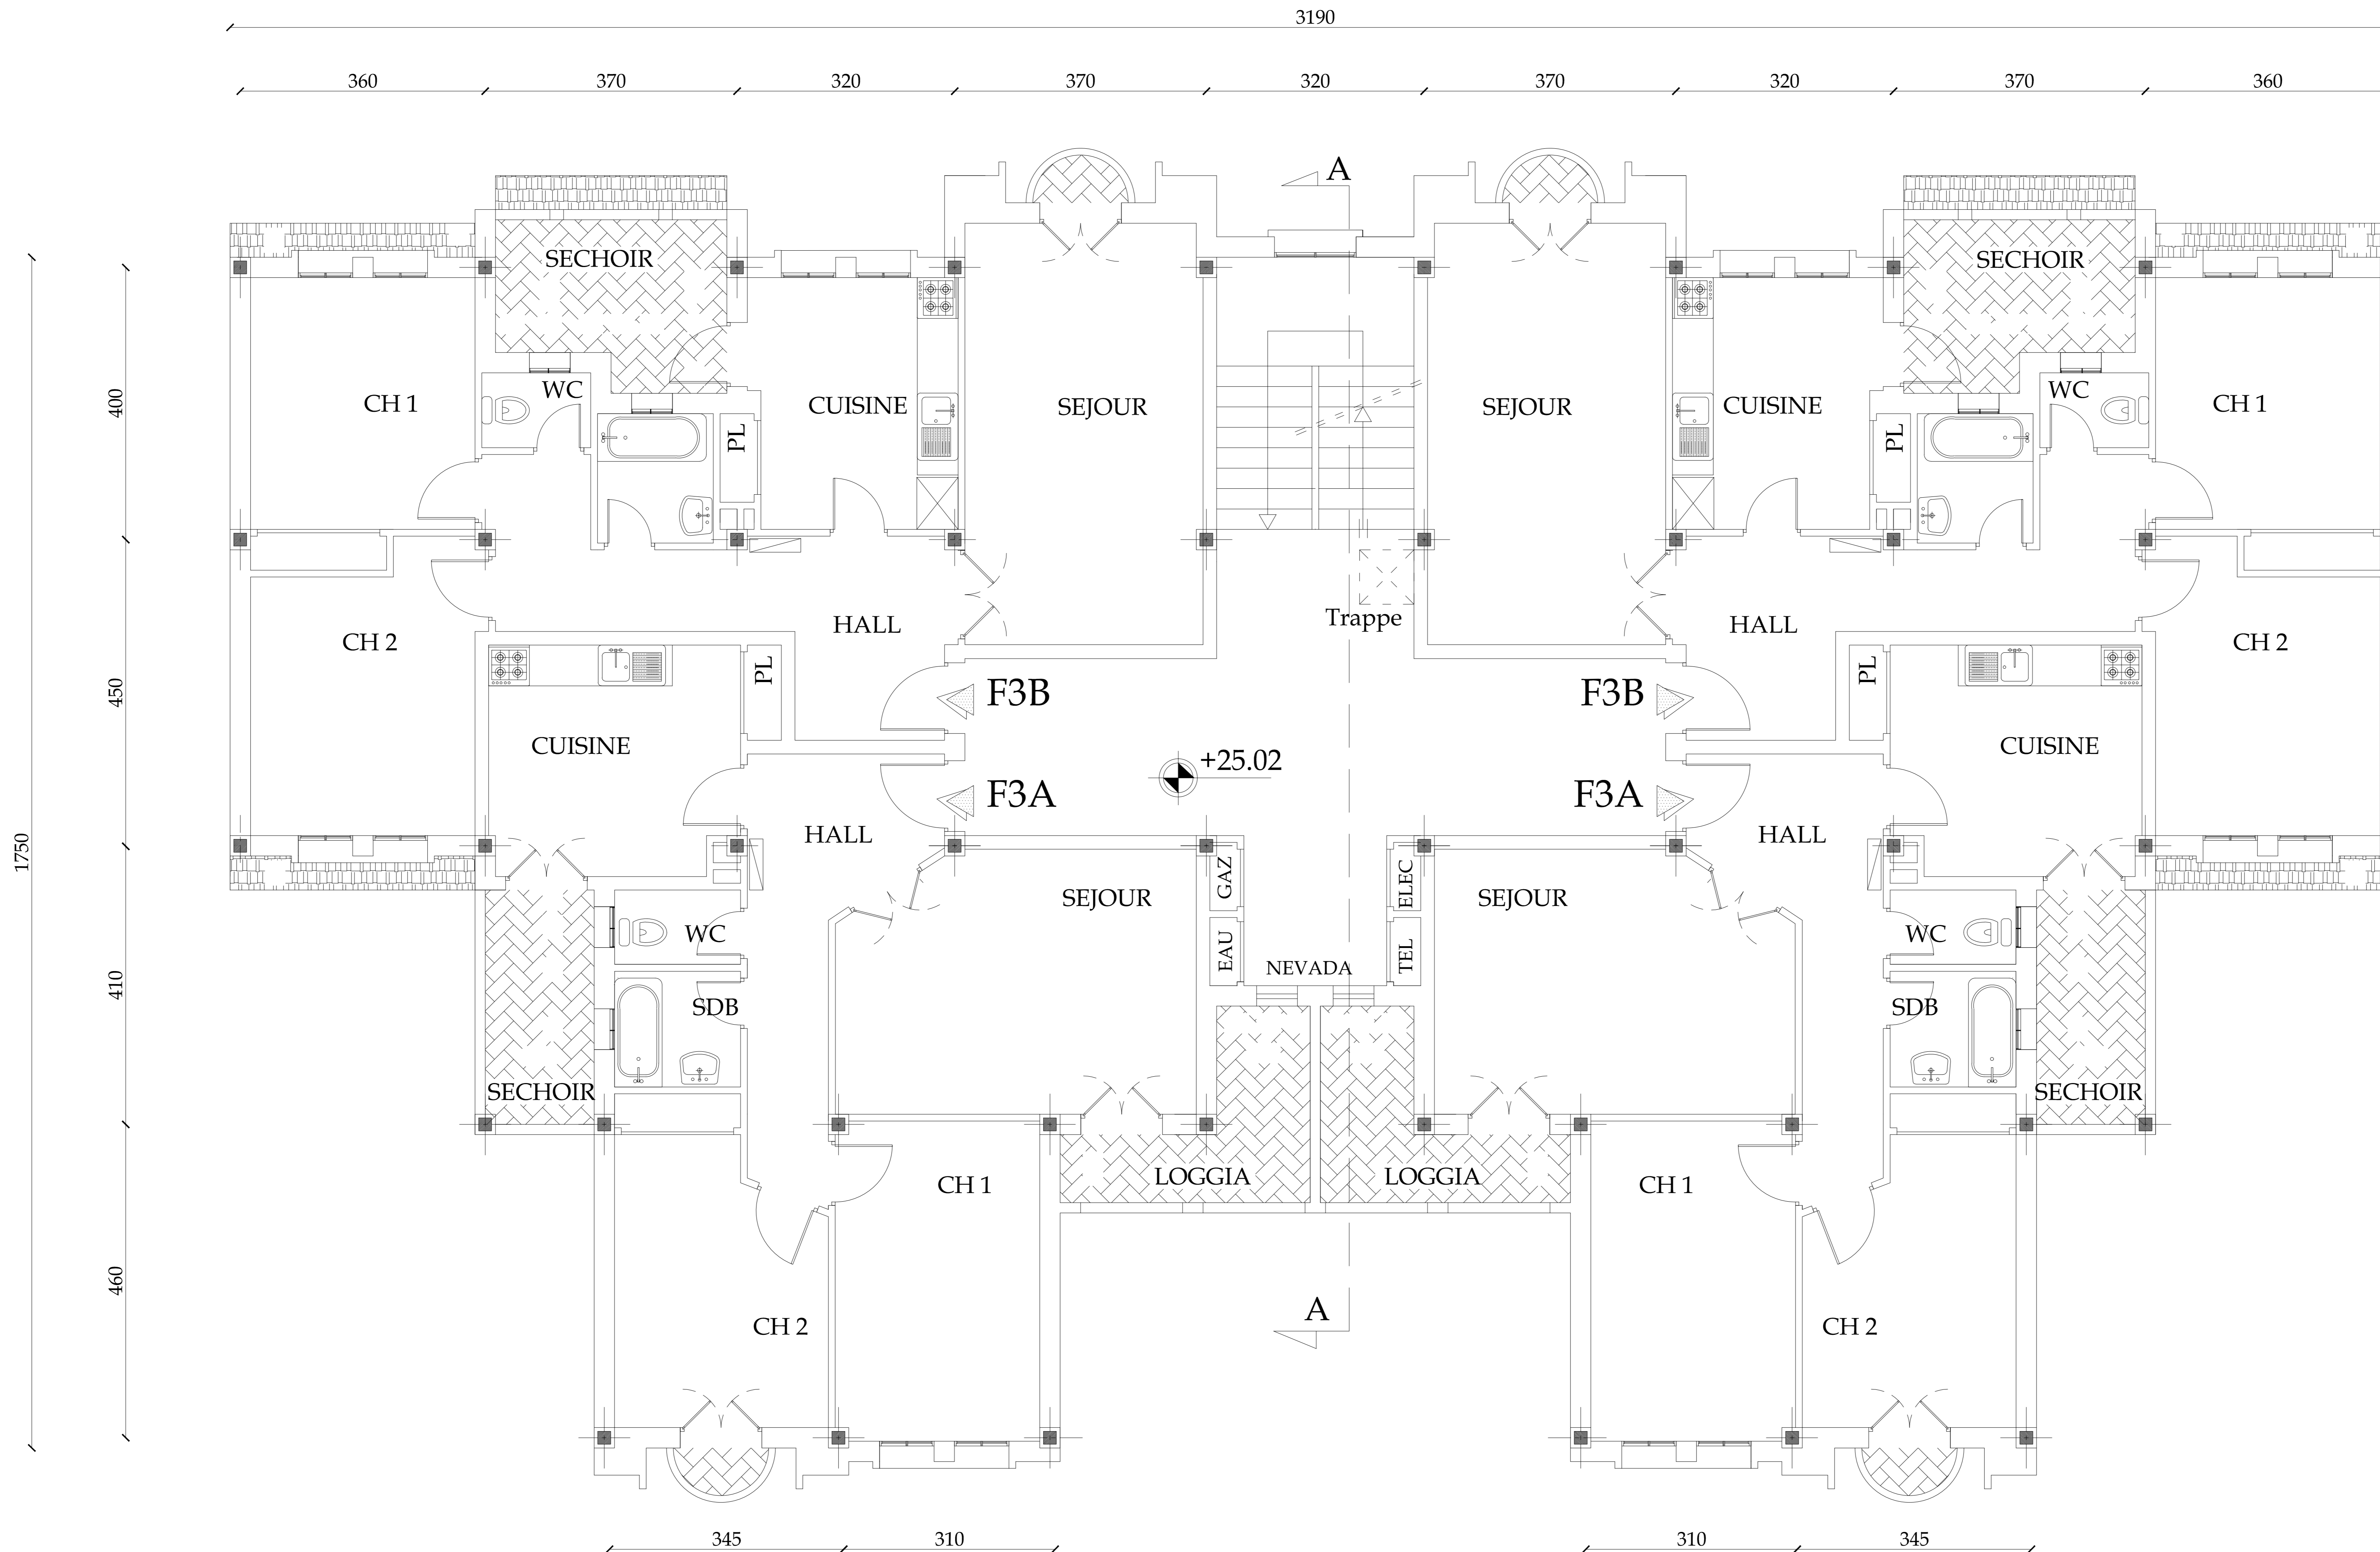 3190
360 370 320 370 320 370 320 370 360
A
SECHOIR SECHOIR
WC WC
CH 1 CUISINE SEJOUR SEJOUR CUISINE CH 1
400
PL PL
Trappe
HALL HALL
CH 2 CH 2
PL PL
450
F3B F3B
CUISINE CUISINE
+25.02
F3A F3A
HALL HALL
1750
GAZ ELEC
SEJOUR SEJOUR
WC WC
EAU TEL
NEVADA
410
SDB SDB
SECHOIR SECHOIR
LOGGIA LOGGIA
CH 1 CH 1
460
A
CH 2 CH 2
345 310 310 345